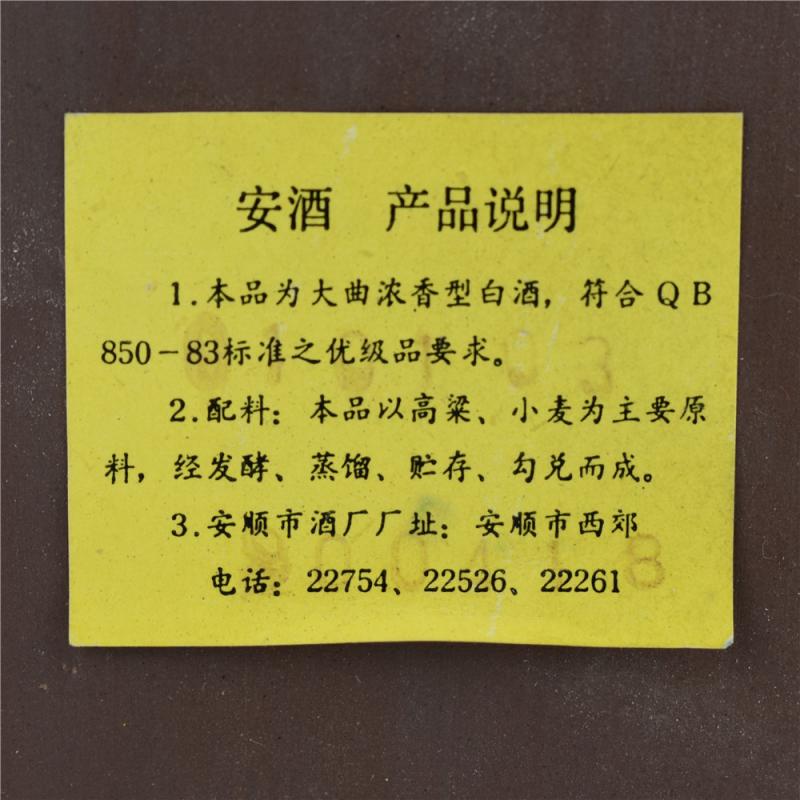 安酒 产品说明
1.本品为大曲浓香型白酒，符合QB
850-83标准之优级品要求。
2.配料：本品以高粱、小麦为主要原
料，经发酵、蒸馏、贮存、勾兑而成。
3.安顺市酒厂厂址：安顺市西郊
电话：22754、22526、22261